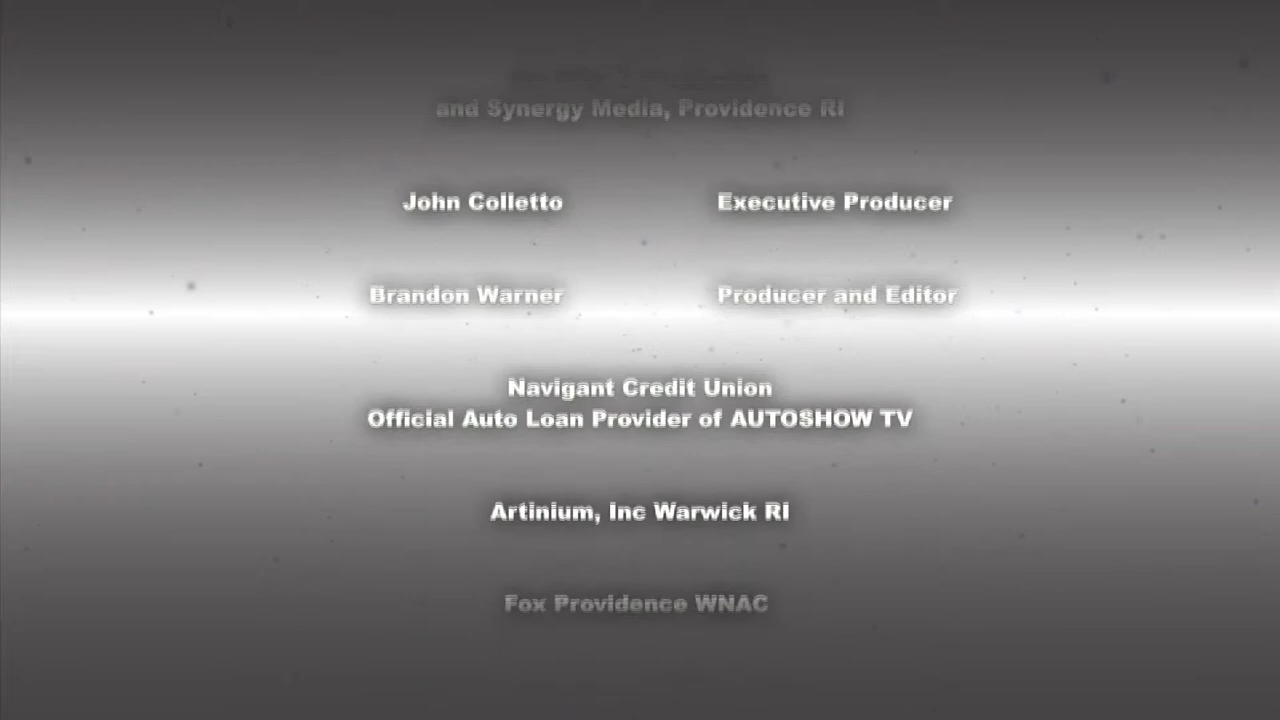 and Synergy Media, Providence RI
John Colletto Executive Producer
Brandon Warner Producer and Editor
Navigant Credit Union
Official Auto Loan Provider of AUTOSHOW TV
Artinium, Inc Warwick RI
Fox Providence WNAC